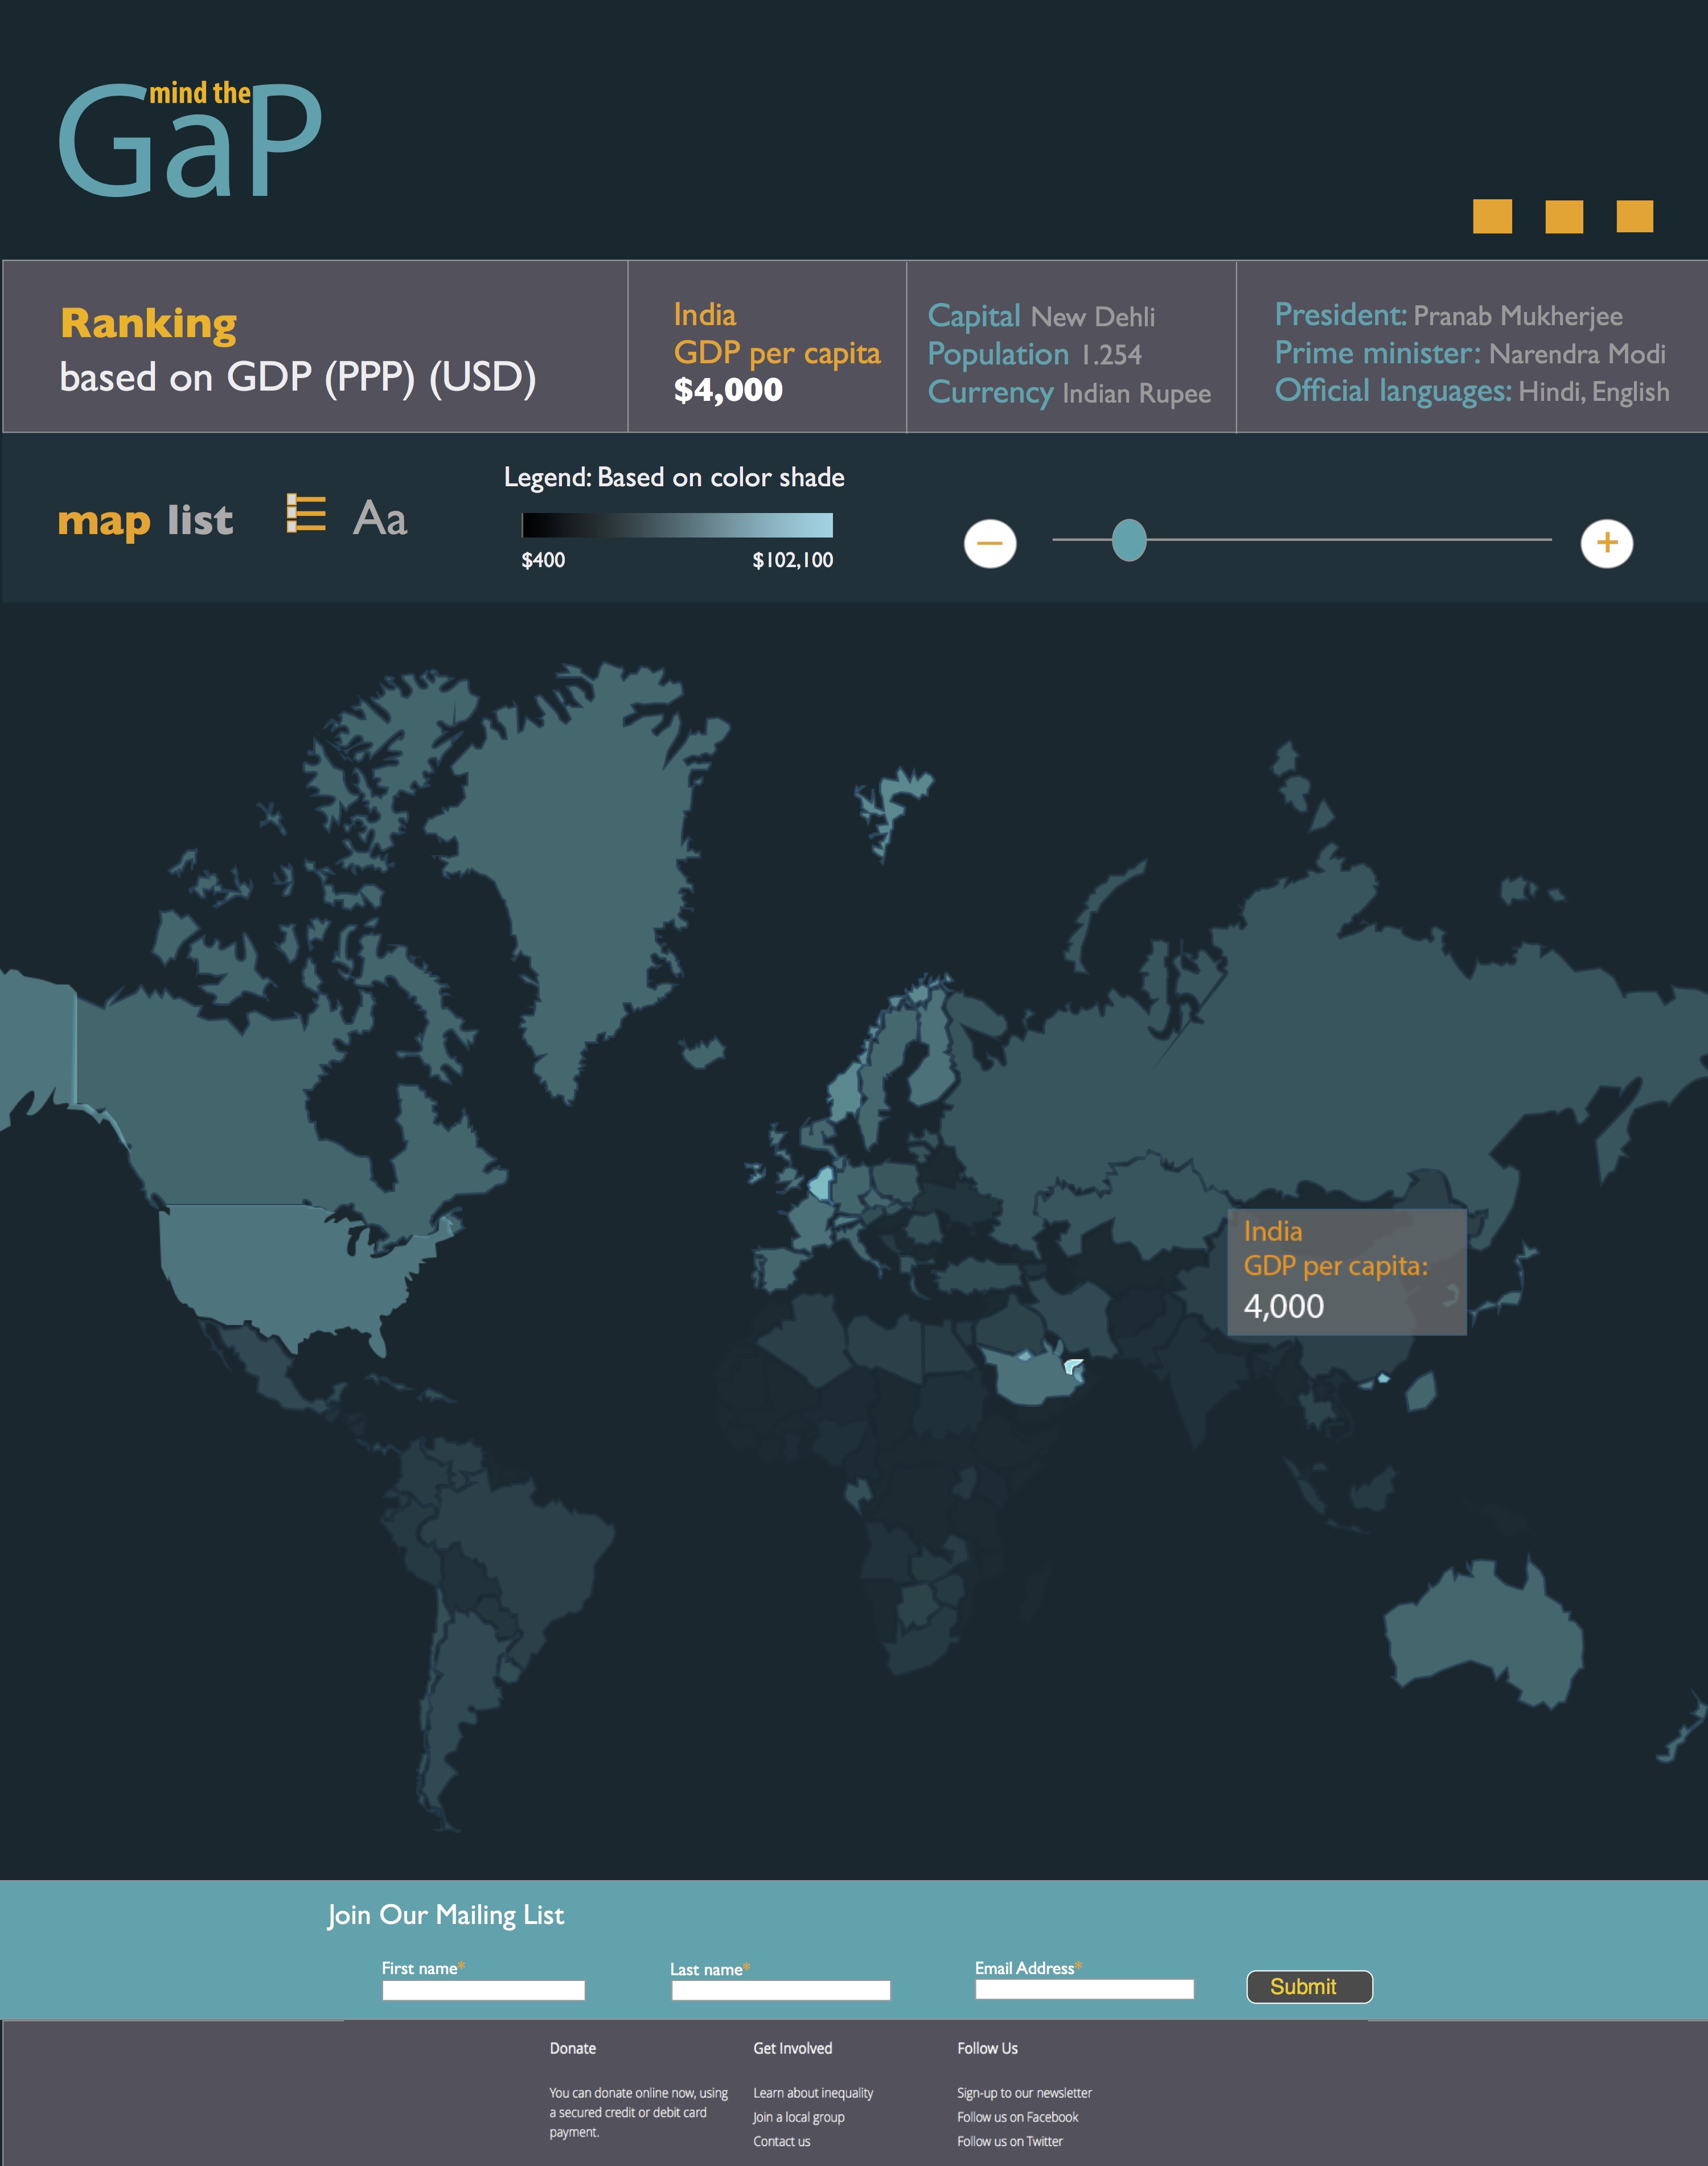 mind the
GaP
Ranking
based on GDP (PPP) (USD)
India
GDP per capita
$4,000
Capital New Dehli
Population 1.254
Currency Indian Rupee
President: Pranab Mukherjee
Prime minister: Narendra Modi
Official languages: Hindi, English
map list
Aa
Legend: Based on color shade
$400 $102,100
India
GDP per capita:
4,000
Join Our Mailing List
First name*
Last name*
Email Address*
Submit
Donate
You can donate online now, using
a secured credit or debit card
payment.
Get Involved
Learn about inequality
Join a local group
Contact us
Follow Us
Sign-up to our newsletter
Follow us on Facebook
Follow us on Twitter